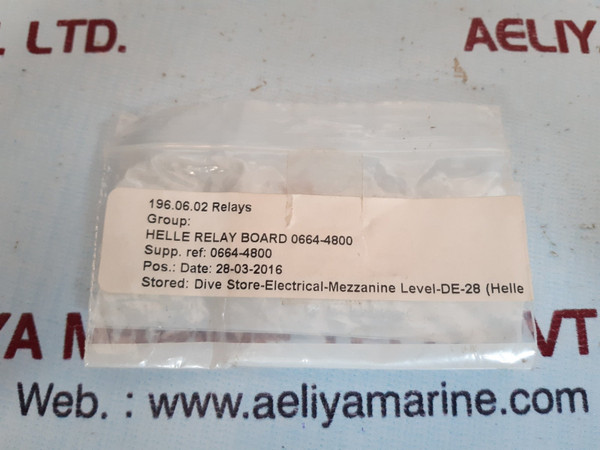 LTD.
AELIYA
196.06.02 Relays
Group:
HELLE RELAY BOARD 0664-4800
Supp. ref: 0664-4800
Pos.: Date: 28-03-2016
Stored: Dive Store-Electrical-Mezzanine Level-DE-28 (Helle
Web. : www.aeliyamarine.com